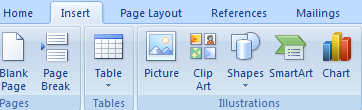 Home Insert Page Layout References Mailings
Blank Page Table Picture Clip Shapes SmartArt Chart
Page Break Art
Pages Tables Illustrations